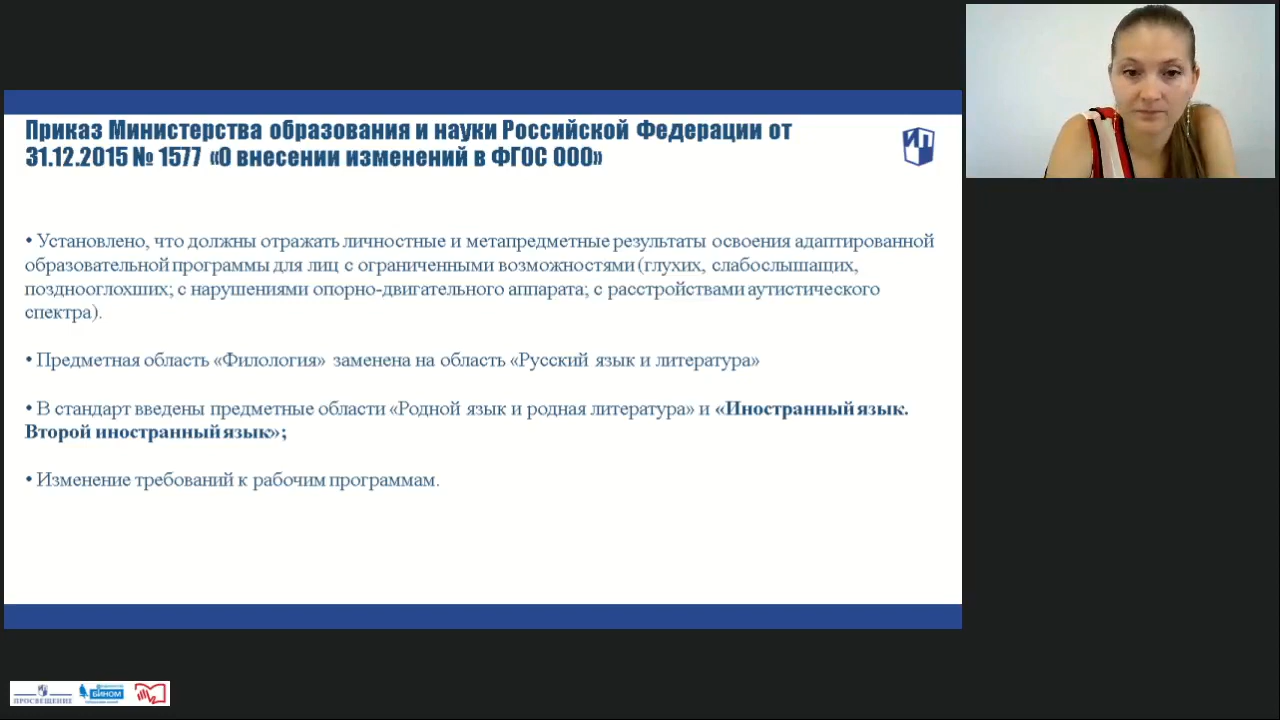 Приказ Министерства образования и науки Российской Федерации от
31.12.2015 № 1577 «О внесении изменений в ФГОС ООО»
• Установлено, что должны отражать личностные и метапредметные результаты освоения адаптированной
образовательной программы для лиц с ограниченными возможностями (глухих, слабослышащих,
позднооглохших; с нарушениями опорно-двигательного аппарата; с расстройствами аутистического
спектра).
• Предметная область «Филология» заменена на область «Русский язык и литература»
• В стандарт введены предметные области «Родной язык и родная литература» и «Иностранный язык.
Второй иностранный язык»;
• Изменение требований к рабочим программам.
ПРОСВЕЩЕНИЕ
БИНОМ